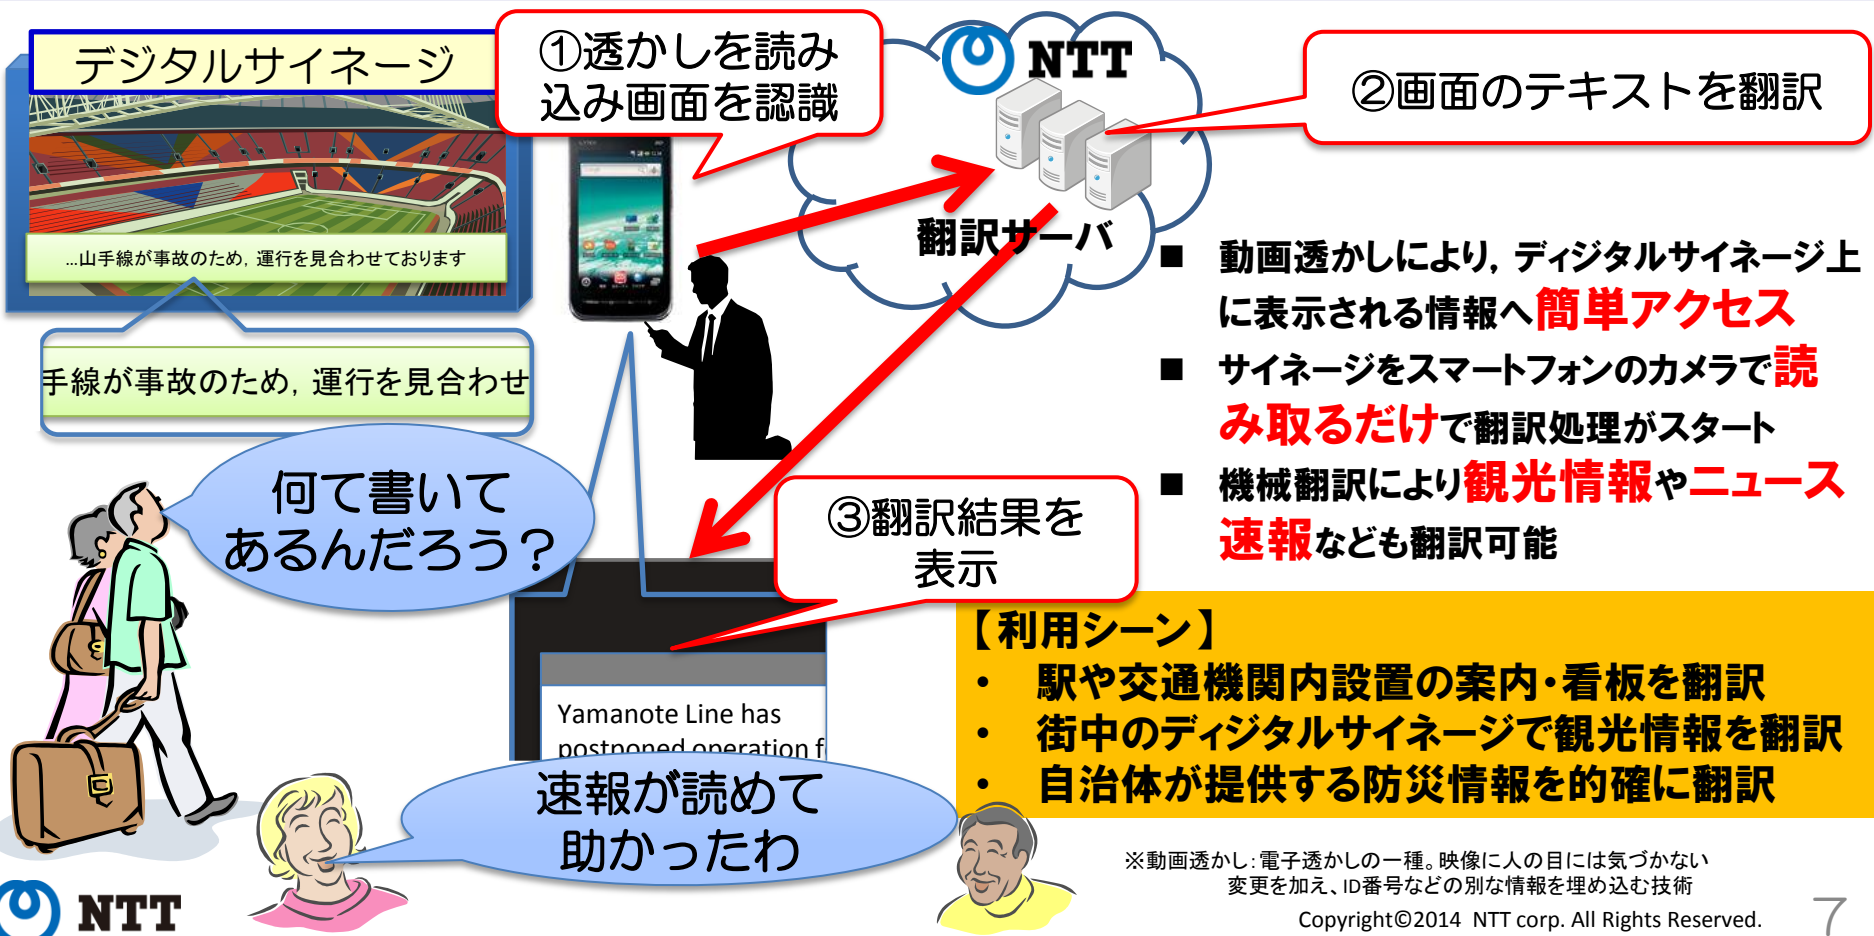 デジタルサイネージ
...山手線が事故のため, 運行を見合わせております
手線が事故のため, 運行を見合わせ
①透かしを読み
込み画面を認識
NTT
翻訳サーバ
②画面のテキストを翻訳
何て書いて
あるんだろう？
③翻訳結果を
表示
Yamanote Line has
postponed operation f
速報が読めて
助かったわ
■ 動画透かしにより, ディジタルサイネージ上
に表示される情報へ簡単アクセス
■ サイネージをスマートフォンのカメラで読
み取るだけで翻訳処理がスタート
■ 機械翻訳により観光情報やニュース
速報なども翻訳可能
【利用シーン】
• 駅や交通機関内設置の案内・看板を翻訳
• 街中のディジタルサイネージで観光情報を翻訳
• 自治体が提供する防災情報を的確に翻訳
※動画透かし：電子透かしの一種。映像に人の目には気づかない
変更を加え、ID番号などの別な情報を埋め込む技術
NTT
Copyright©2014 NTT corp. All Rights Reserved.
7